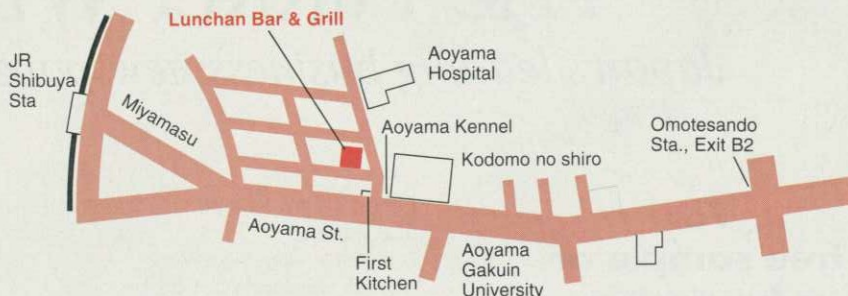 Lunchan Bar & Grill
JR
Shibuya
Sta
Miyamasu
Aoyama
Hospital
Aoyama Kennel
Kodomo no shiro
Omotesando
Sta., Exit B2
Aoyama St.
First
Kitchen
Aoyama
Gakuin
University